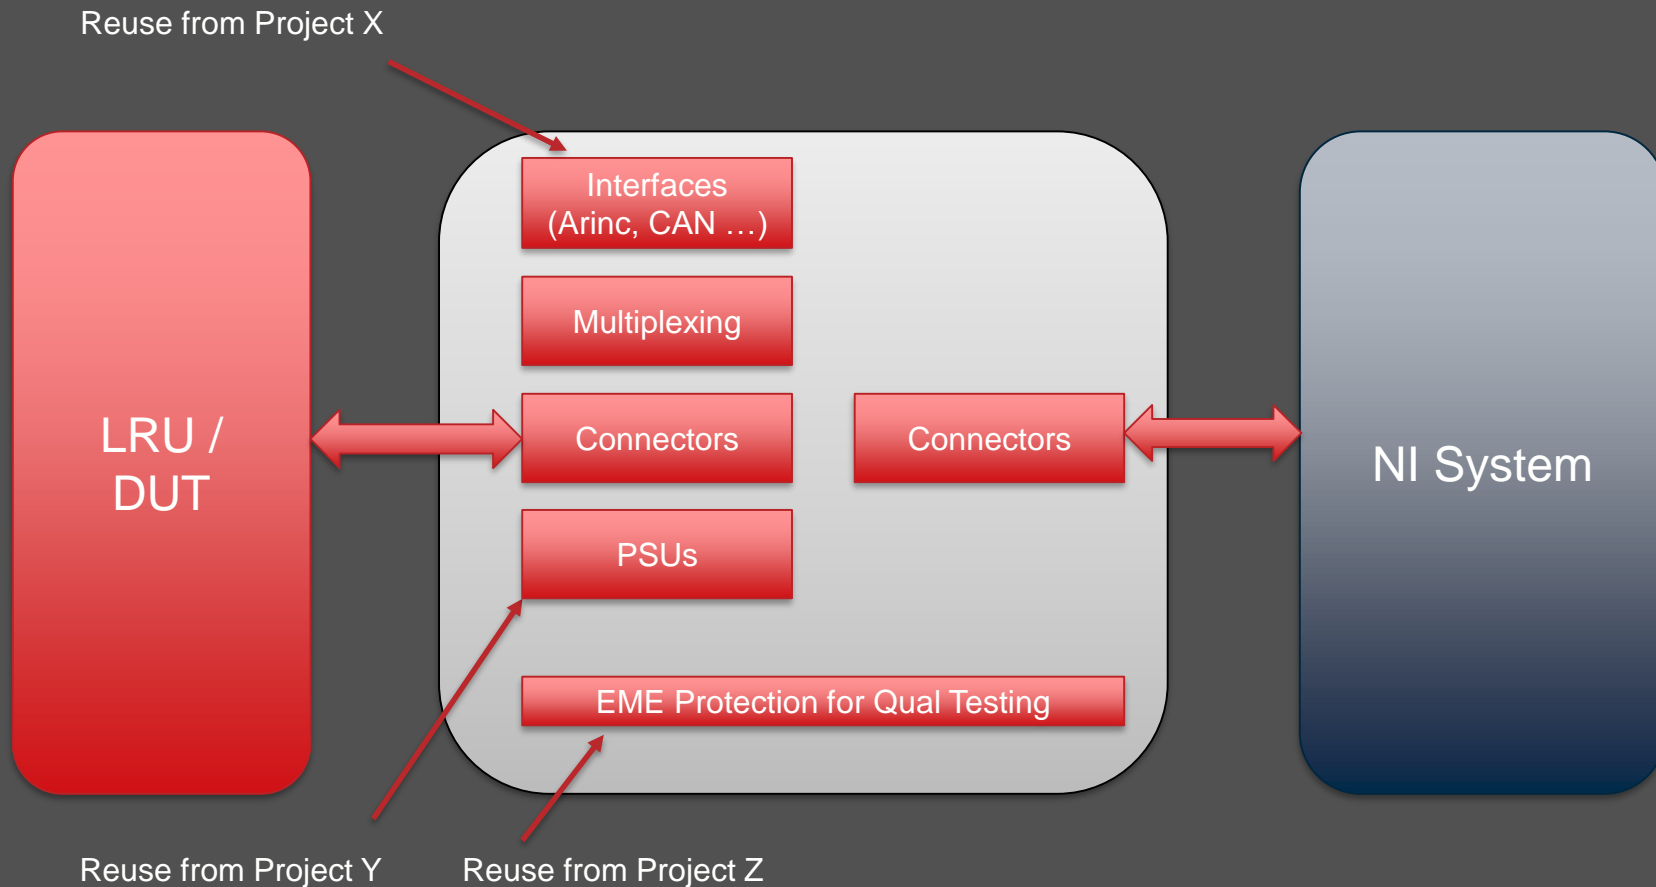 Reuse from Project X
Interfaces
(Arinc, CAN …)
Multiplexing
LRU /
DUT
Connectors
Connectors
NI System
PSUs
EME Protection for Qual Testing
Reuse from Project Y
Reuse from Project Z